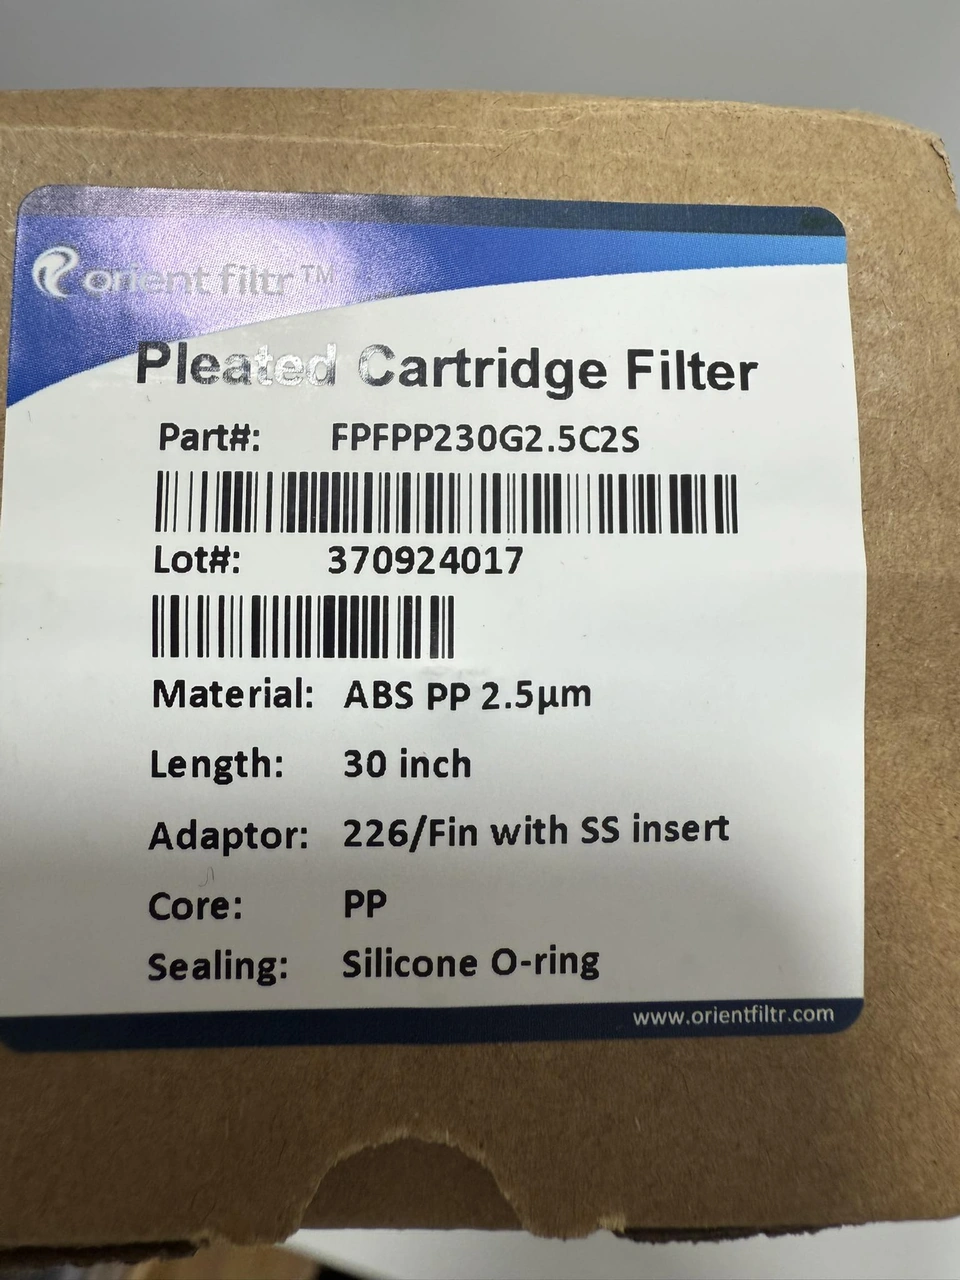 orient filtr™
Pleated Cartridge Filter
Part#: FPFPP230G2.5C2S
Lot#: 370924017
Material: ABS PP 2.5µm
Length: 30 inch
Adaptor: 226/Fin with SS insert
Core: PP
Sealing: Silicone O-ring
www.orientfiltr.com